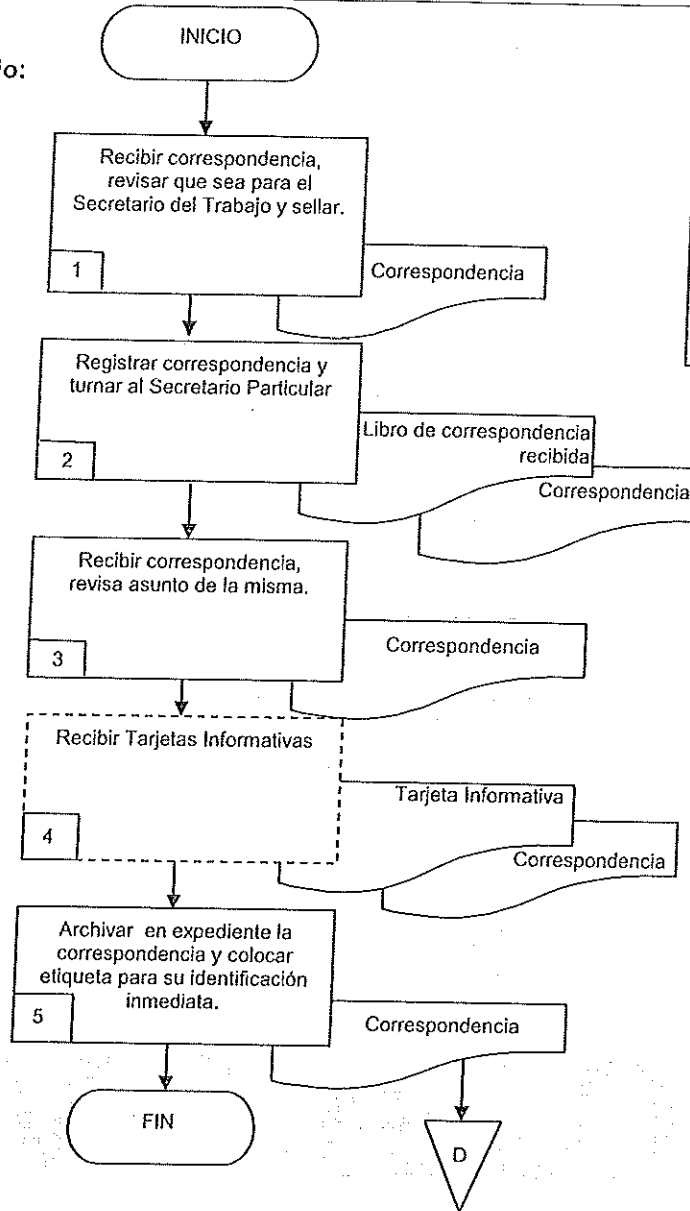 INICIO
o:
Recibir correspondencia,
revisar que sea para el
Secretario del Trabajo y sellar.
1
Correspondencia
Registrar correspondencia y
turnar al Secretario Particular
2
Libro de correspondencia
recibida
Correspondencia
Recibir correspondencia,
revisa asunto de la misma.
3
Correspondencia
Recibir Tarjetas Informativas
4
Tarjeta Informativa
Correspondencia
Archivar en expediente la
correspondencia y colocar
etiqueta para su identificación
inmediata.
5
Correspondencia
FIN
D